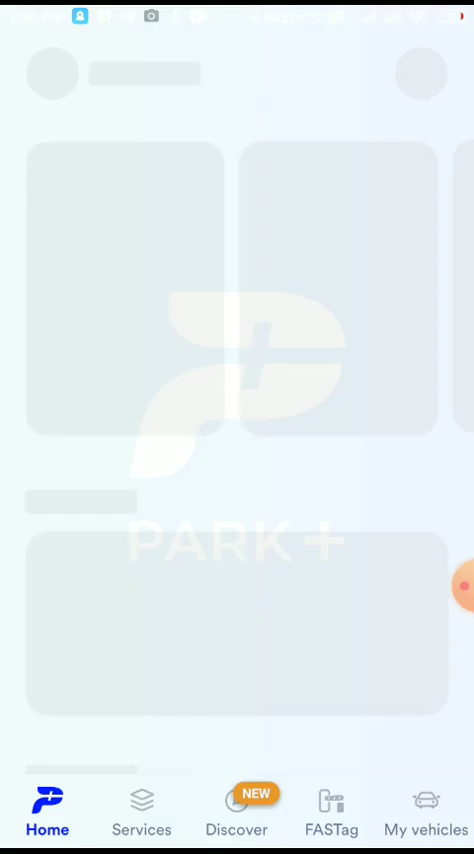 PARK+
NEW
Home
Services
Discover
FASTag
My vehicles